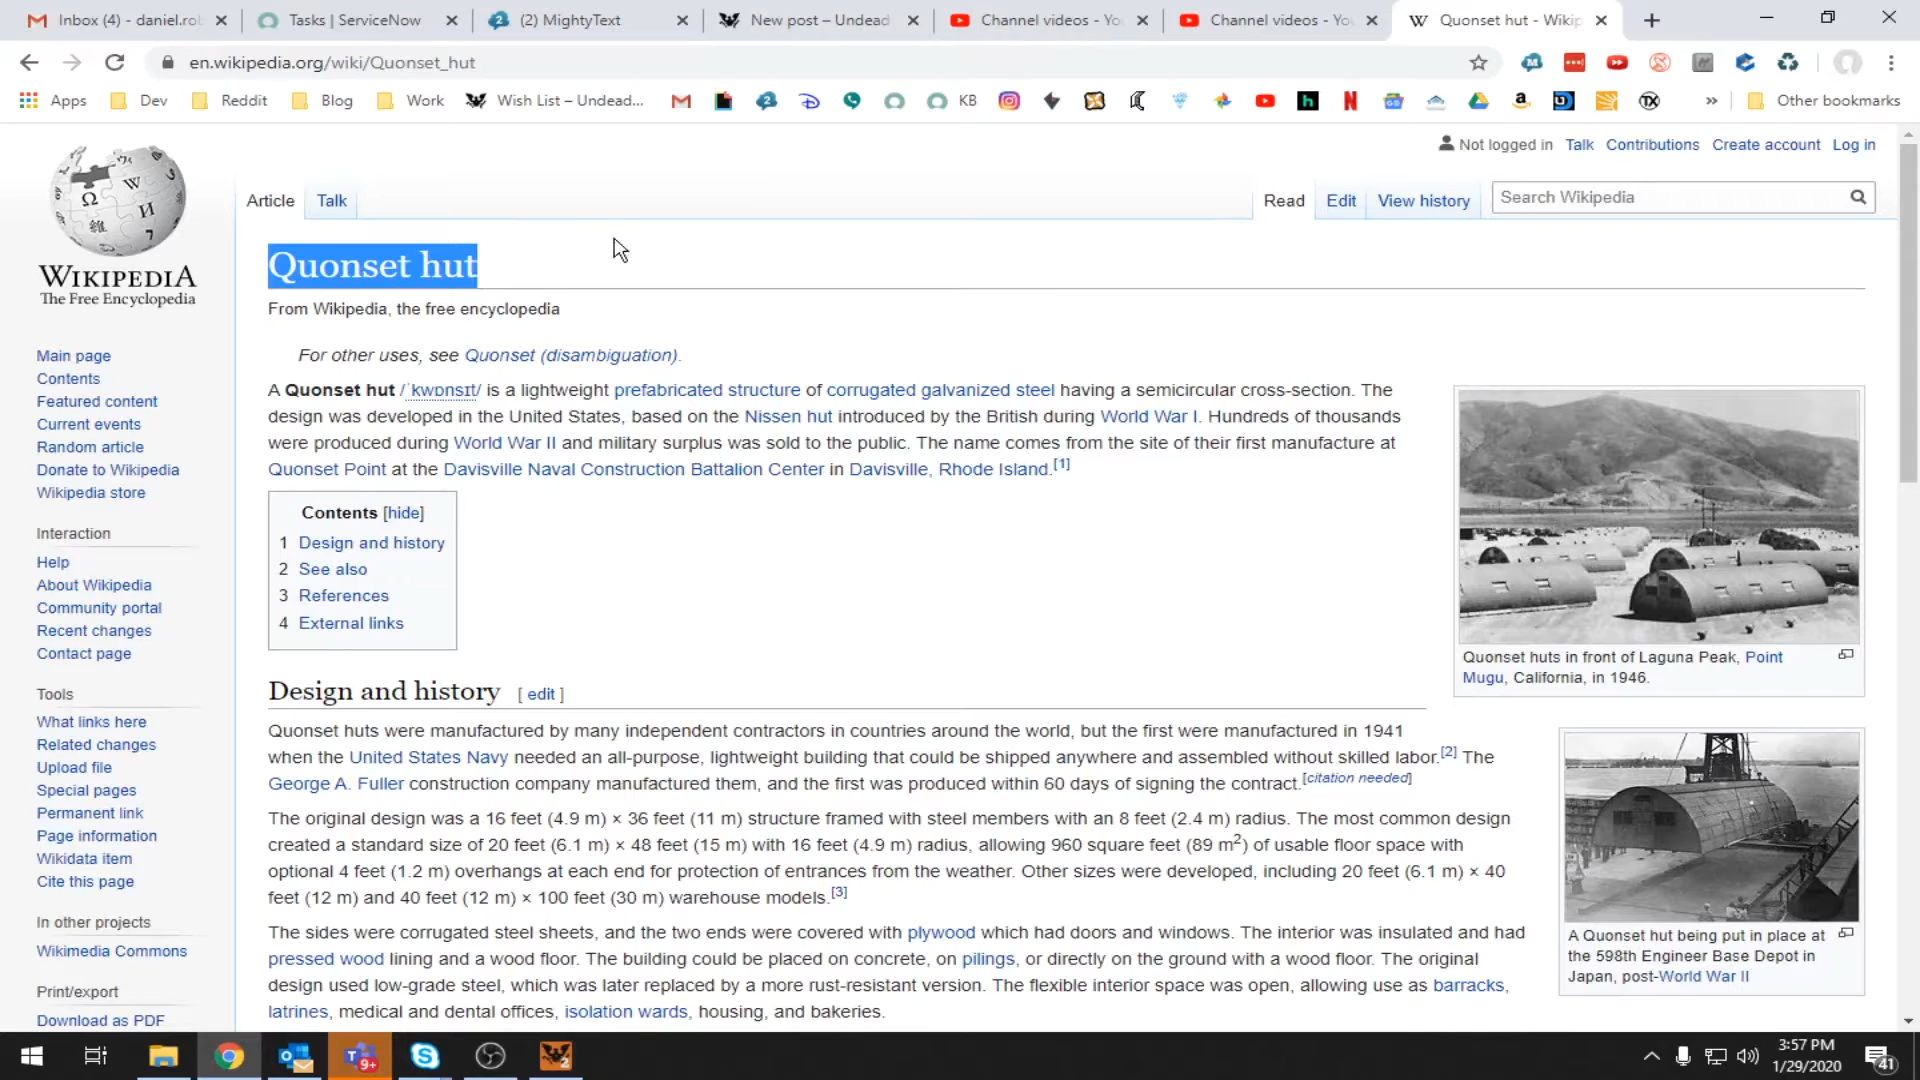 Inbox (4) - daniel.rob
Tasks | ServiceNow
(2) MightyText
New post – Undead
Channel videos - You
Channel videos - You
Quonset hut - Wikip
en.wikipedia.org/wiki/Quonset_hut
Apps
Dev
Reddit
Blog
Work
Wish List – Undead...
KB
Other bookmarks
Not logged in
Talk
Contributions
Create account
Log in
WIKIPEDIA
The Free Encyclopedia
Article
Talk
Read
Edit
View history
Search Wikipedia
Quonset hut
From Wikipedia, the free encyclopedia
For other uses, see Quonset (disambiguation).
A Quonset hut /ˈkwɒnsɪt/ is a lightweight prefabricated structure of corrugated galvanized steel having a semicircular cross-section. The
design was developed in the United States, based on the Nissen hut introduced by the British during World War I. Hundreds of thousands
were produced during World War II and military surplus was sold to the public. The name comes from the site of their first manufacture at
Quonset Point at the Davisville Naval Construction Battalion Center in Davisville, Rhode Island.[1]
Contents [hide]
1 Design and history
2 See also
3 References
4 External links
Quonset huts in front of Laguna Peak, Point
Mugu, California, in 1946.
Design and history [ edit ]
Quonset huts were manufactured by many independent contractors in countries around the world, but the first were manufactured in 1941
when the United States Navy needed an all-purpose, lightweight building that could be shipped anywhere and assembled without skilled labor.[2] The
George A. Fuller construction company manufactured them, and the first was produced within 60 days of signing the contract.[citation needed]
The original design was a 16 feet (4.9 m) × 36 feet (11 m) structure framed with steel members with an 8 feet (2.4 m) radius. The most common design
created a standard size of 20 feet (6.1 m) × 48 feet (15 m) with 16 feet (4.9 m) radius, allowing 960 square feet (89 m2) of usable floor space with
optional 4 feet (1.2 m) overhangs at each end for protection of entrances from the weather. Other sizes were developed, including 20 feet (6.1 m) × 40
feet (12 m) and 40 feet (12 m) × 100 feet (30 m) warehouse models.[3]
The sides were corrugated steel sheets, and the two ends were covered with plywood which had doors and windows. The interior was insulated and had
pressed wood lining and a wood floor. The building could be placed on concrete, on pilings, or directly on the ground with a wood floor. The original
design used low-grade steel, which was later replaced by a more rust-resistant version. The flexible interior space was open, allowing use as barracks,
latrines, medical and dental offices, isolation wards, housing, and bakeries.
A Quonset hut being put in place at
the 598th Engineer Base Depot in
Japan, post-World War II
Main page
Contents
Featured content
Current events
Random article
Donate to Wikipedia
Wikipedia store
Interaction
Help
About Wikipedia
Community portal
Recent changes
Contact page
Tools
What links here
Related changes
Upload file
Special pages
Permanent link
Page information
Wikidata item
Cite this page
In other projects
Wikimedia Commons
Print/export
Download as PDF
3:57 PM
1/29/2020
41